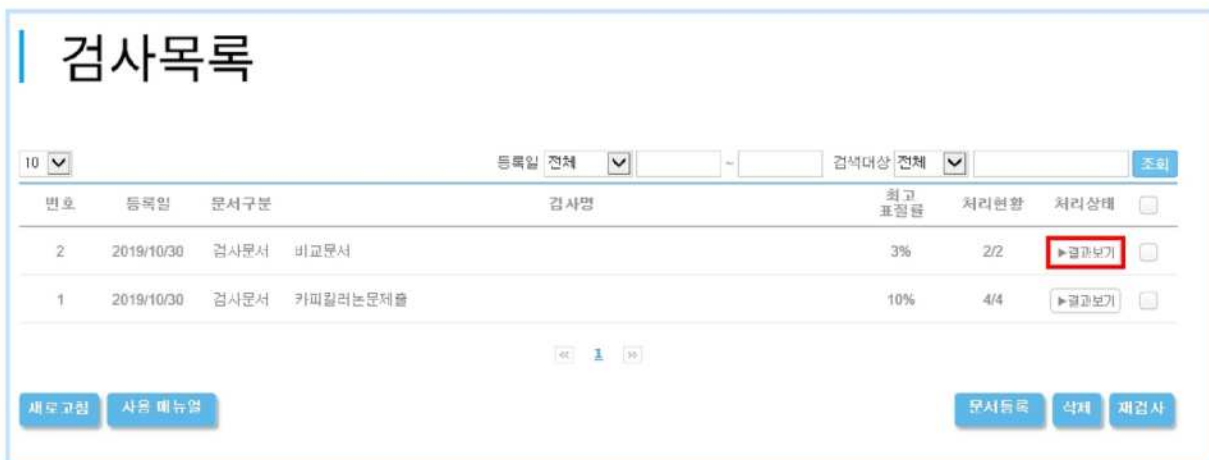 검사목록
10 등록일 전체 ~ 검색대상 전체 조회
번호 등록일 문서구분 검사명 최고 표절률 처리현황 처리상태
2 2019/10/30 검사문서 비교문서 3% 2/2 ▶결과보기
1 2019/10/30 검사문서 카피킬러논문제출 10% 4/4 ▶결과보기
≪ 1 ≫
새로고침 사용 매뉴얼 문서등록 삭제 재검사